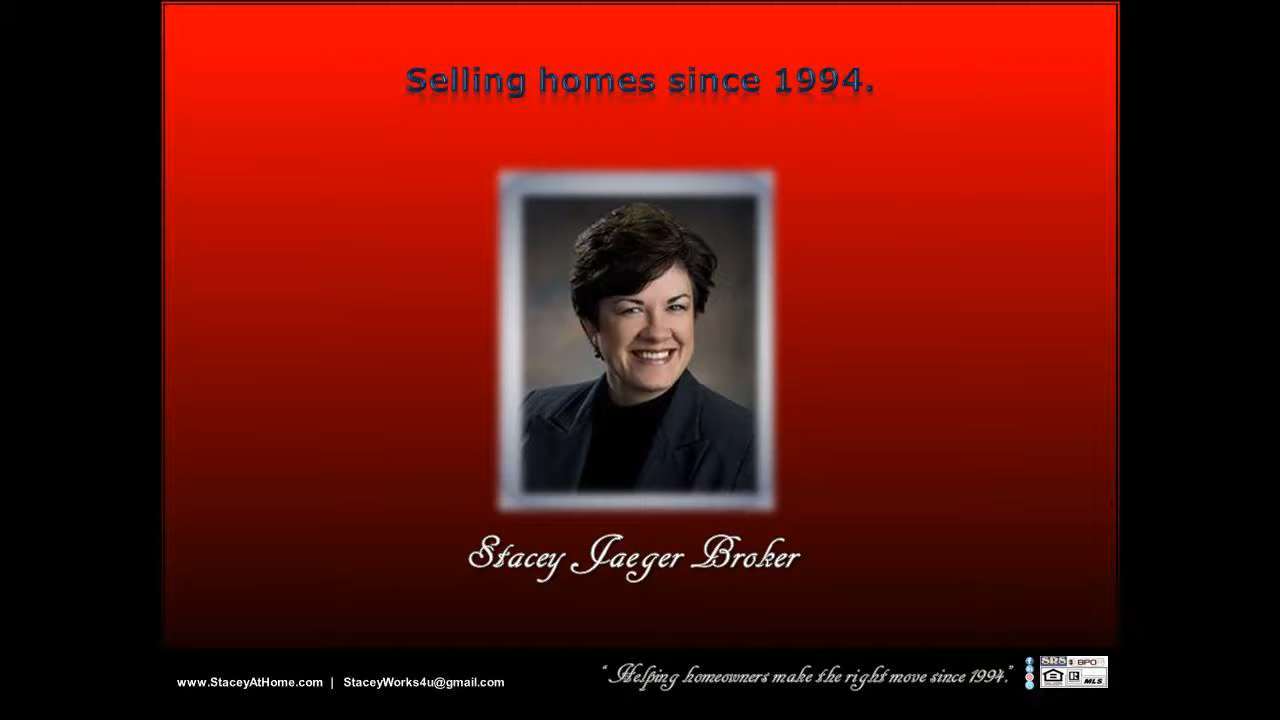 Selling homes since 1994.
Stacey Jaeger Broker
www.StaceyAtHome.com | StaceyWorks4u@gmail.com
“Helping homeowners make the right move since 1994.”
SRS BPO
R MLS